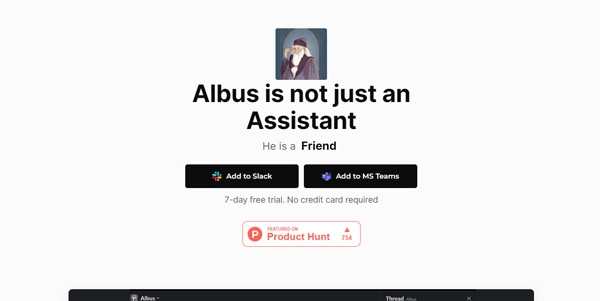 Albus is not just an
Assistant
He is a Friend
Add to Slack
Add to MS Teams
7-day free trial. No credit card required
FEATURED ON
Product Hunt
754
Albus
Thread Albus